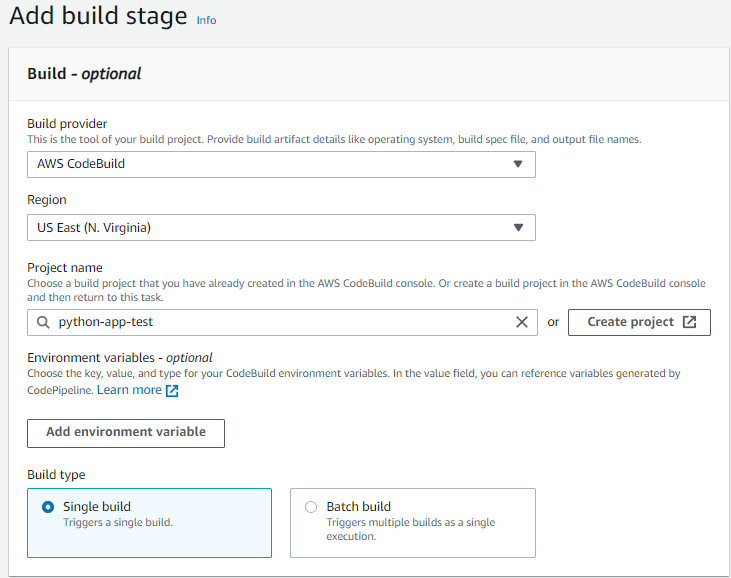 Add build stage Info
Build - optional
Build provider
This is the tool of your build project. Provide build artifact details like operating system, build spec file, and output file names.
AWS CodeBuild
Region
US East (N. Virginia)
Project name
Choose a build project that you have already created in the AWS CodeBuild console. Or create a build project in the AWS CodeBuild console
and then return to this task.
python-app-test or Create project
Environment variables - optional
Choose the key, value, and type for your CodeBuild environment variables. In the value field, you can reference variables generated by
CodePipeline. Learn more
Add environment variable
Build type
Single build
Triggers a single build.
Batch build
Triggers multiple builds as a single
execution.